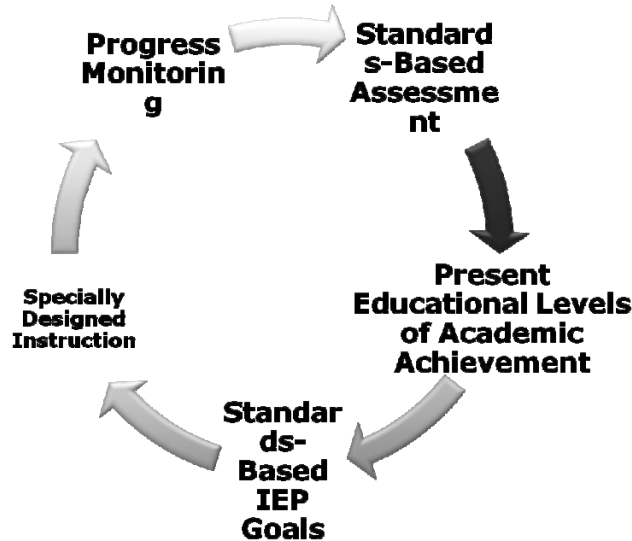 Progress
Monitorin
g
Standard
s-Based
Assessme
nt
Present
Educational Levels
of Academic
Achievement
Standar
ds-
Based
IEP
Goals
Specially
Designed
Instruction